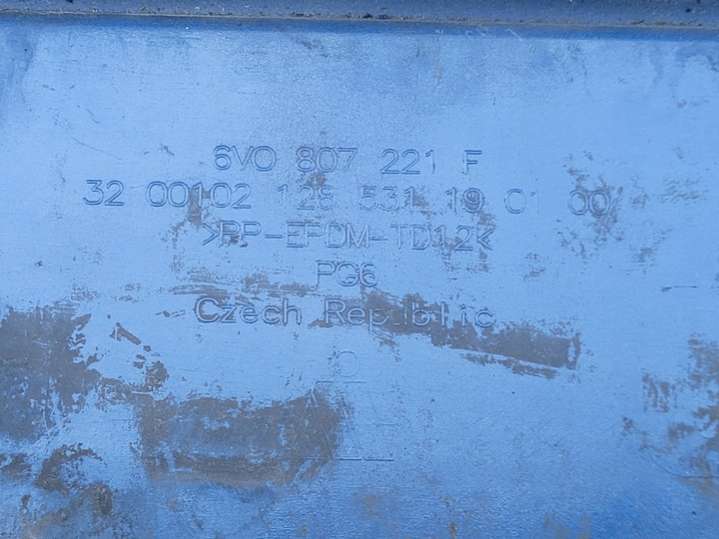 6V0 807 221 F
32 00102 128 531 19 01 00
>PP-EPDM-TD12<
PG6
Czech Republic